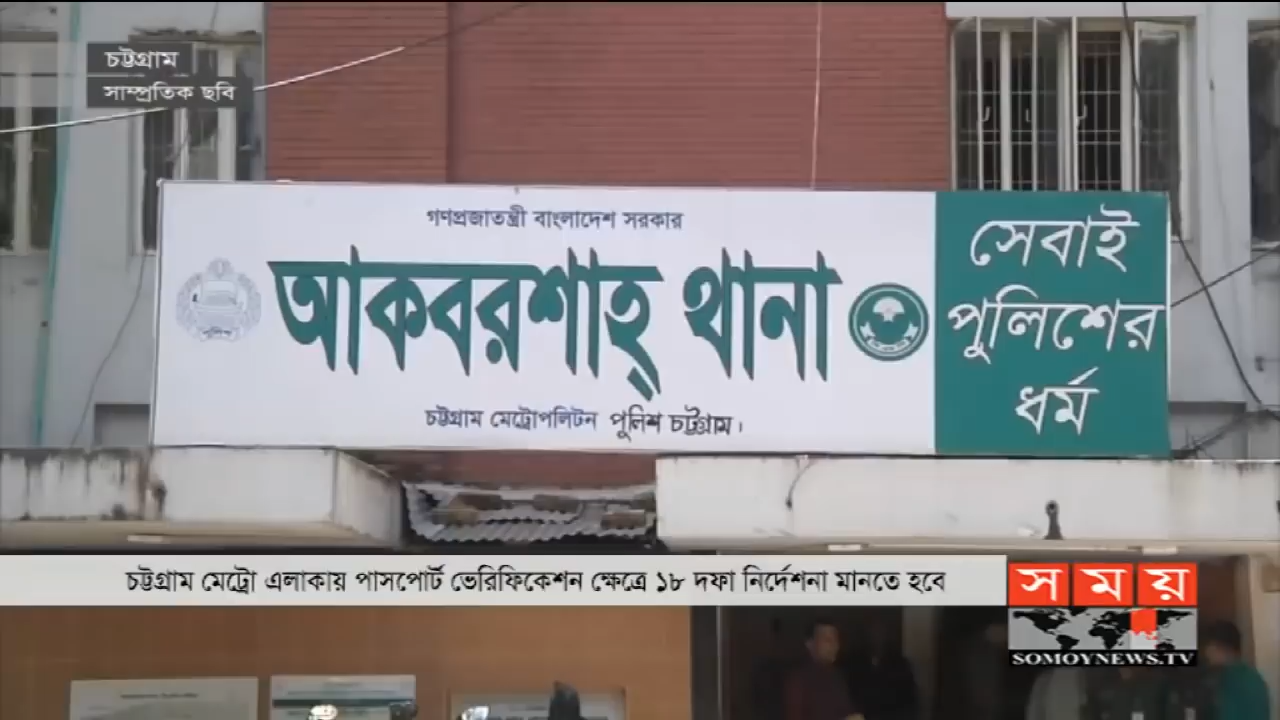 চট্টগ্রাম
সাম্প্রতিক ছবি
গণপ্রজাতন্ত্রী বাংলাদেশ সরকার
আকবরশাহ্ থানা
চট্টগ্রাম মেট্রোপলিটন পুলিশ চট্টগ্রাম।
পুলিশ
সেবাই
পুলিশের
ধর্ম
চট্টগ্রাম মেট্রো এলাকায় পাসপোর্ট ভেরিফিকেশন ক্ষেত্রে ১৮ দফা নির্দেশনা মানতে হবে
সময়
SOMOYNEWS.TV